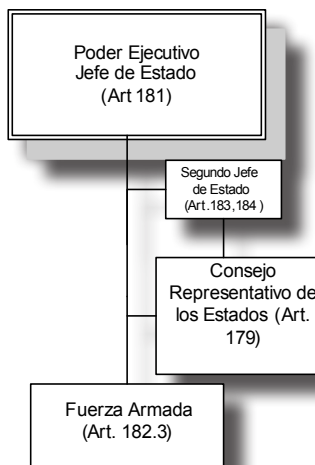 Poder Ejecutivo
Jefe de Estado
(Art 181)
Segundo Jefe
de Estado
(Art.183,184 )
Consejo
Representativo de
los Estados (Art.
179)
Fuerza Armada
(Art. 182.3)